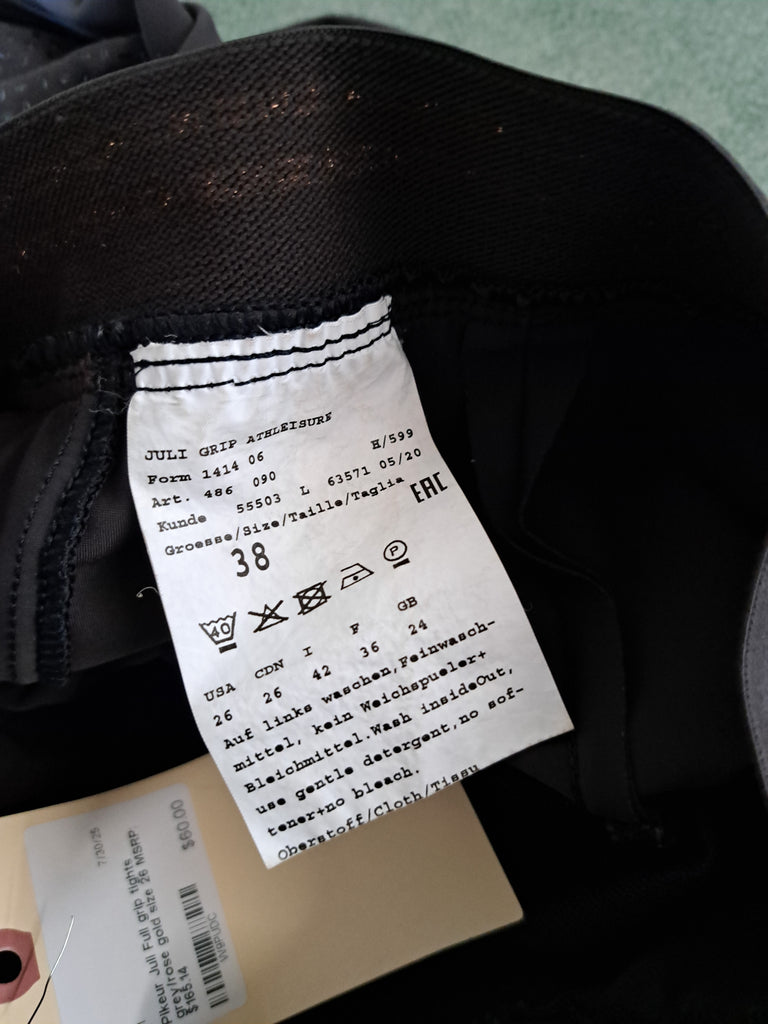 JULI GRIP ATHLEISURE
Form 1414 06 H/599
Art. 486 090
Kunde 55503 L 63571 05/20
Groesse/Size/Taille/Taglia EAC
38
40 P
USA CDN I F GB
26 26 42 36 24
Auf links waschen,Feinwasch-
mittel, kein Weichspueler+
Bleichmittel.Wash insideOut,
use gentle detergent,no sof-
tener+no bleach.
Oberstoff/Cloth/Tissu
7/30/25 $60.00
Pikeur Juli Full grip tights
grey/rose gold size 26 MSRP
$165.14
W8PUDC